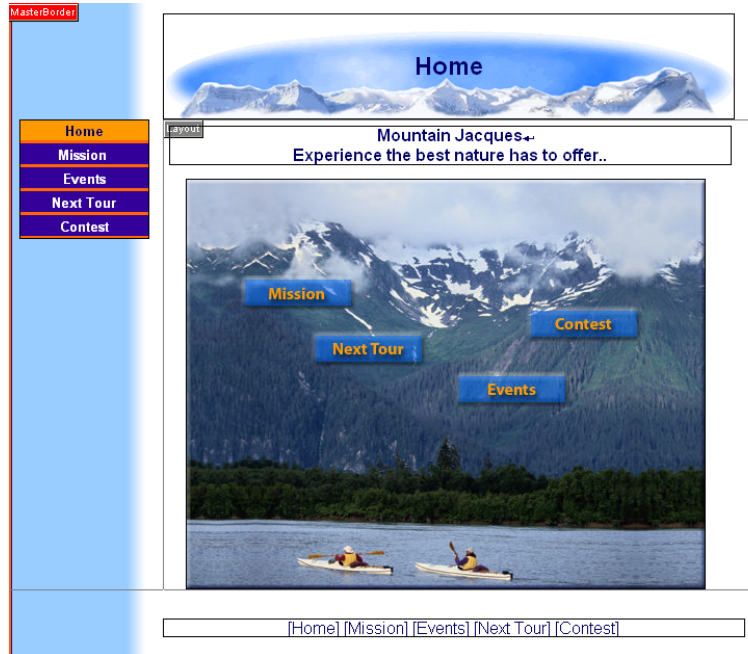 MasterBorder
Home
Home
Mission
Events
Next Tour
Contest
Layout
Mountain Jacques
Experience the best nature has to offer..
Mission
Contest
Next Tour
Events
[Home] [Mission] [Events] [Next Tour] [Contest]